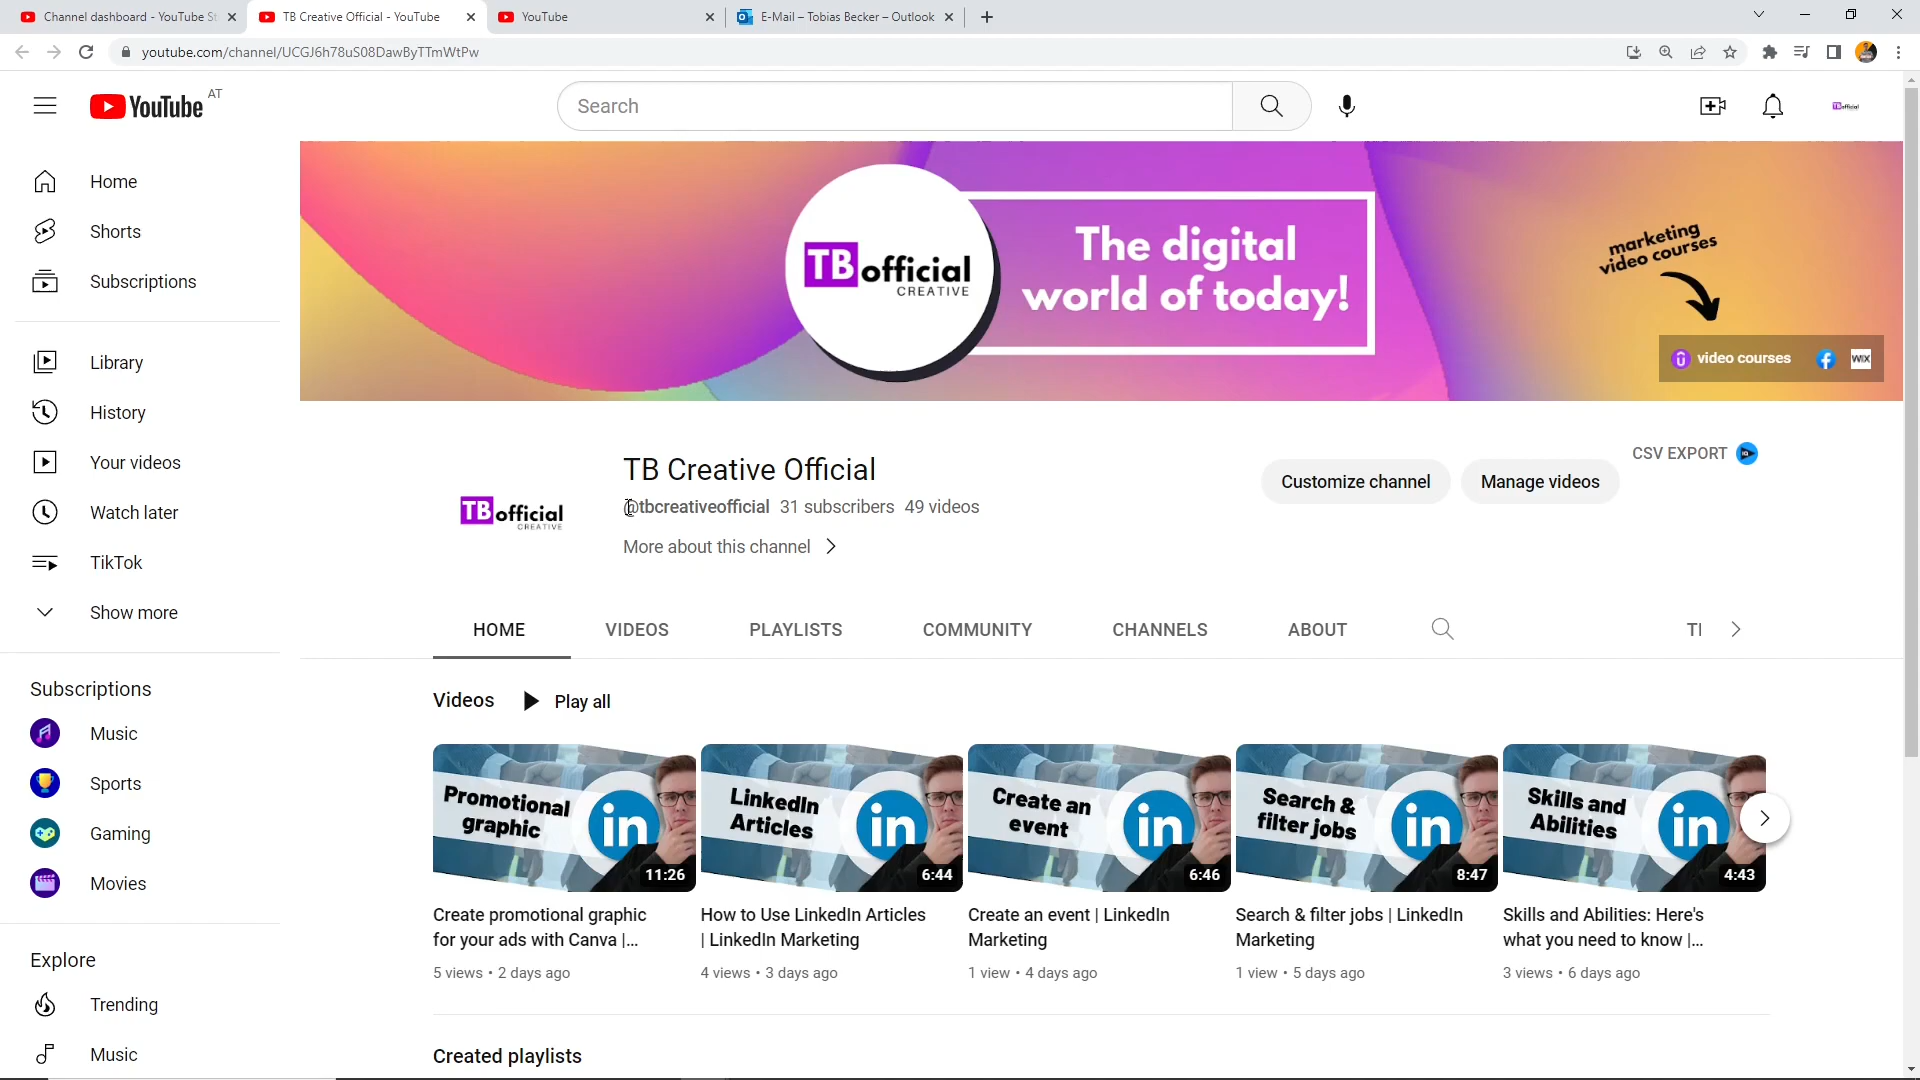 Channel dashboard - YouTube St
TB Creative Official - YouTube
YouTube
E-Mail – Tobias Becker – Outlook
youtube.com/channel/UCGJ6h78uS08DawByTTmWtPw
YouTube AT
Search
TBofficial
Home
Shorts
Subscriptions
Library
History
Your videos
Watch later
TikTok
Show more
Subscriptions
Music
Sports
Gaming
Movies
Explore
Trending
Music
TBofficial
CREATIVE
The digital
world of today!
marketing
video courses
video courses
WIX
TB Creative Official
@tbcreativeofficial 31 subscribers 49 videos
More about this channel
TBofficial
CREATIVE
Customize channel
Manage videos
CSV EXPORT
HOME
VIDEOS
PLAYLISTS
COMMUNITY
CHANNELS
ABOUT
Videos
Play all
Promotional
graphic
in
11:26
LinkedIn
Articles
in
6:44
Create an
event
in
6:46
Search &
filter jobs
in
8:47
Skills and
Abilities
in
4:43
Create promotional graphic
for your ads with Canva |...
5 views • 2 days ago
How to Use LinkedIn Articles
| LinkedIn Marketing
4 views • 3 days ago
Create an event | LinkedIn
Marketing
1 view • 4 days ago
Search & filter jobs | LinkedIn
Marketing
1 view • 5 days ago
Skills and Abilities: Here's
what you need to know |...
3 views • 6 days ago
Created playlists